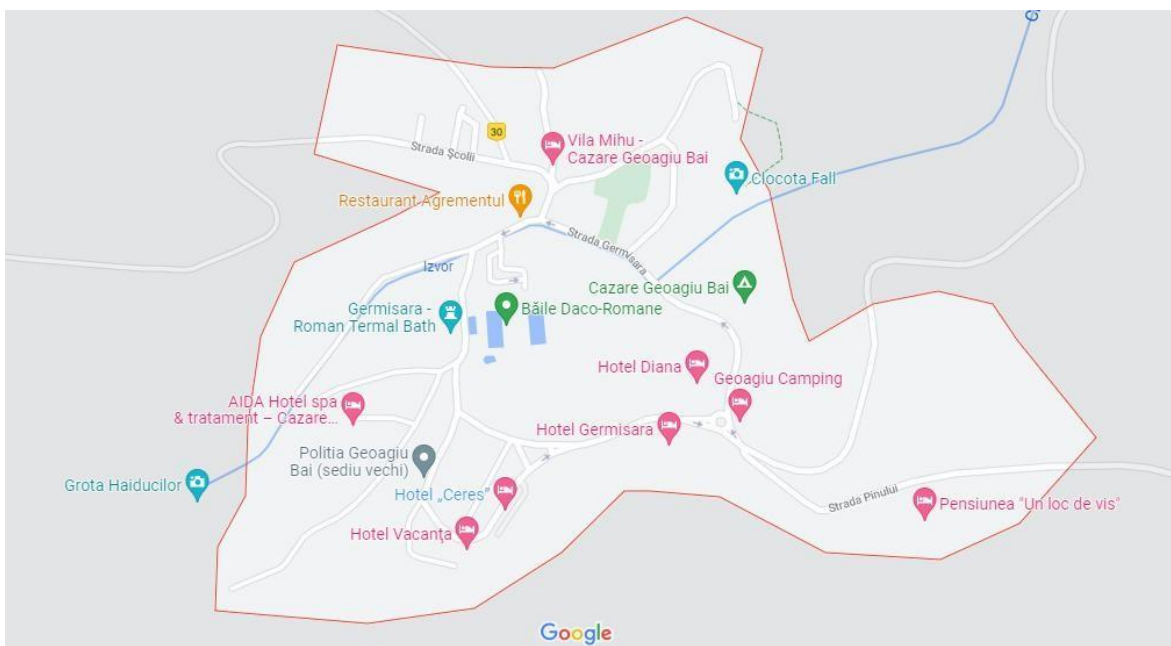 30
Strada Școlii
Vila Mihu -
Cazare Geoagiu Bai
Clocota Fall
Restaurant Agrementul
Strada Germisara
Izvor
Cazare Geoagiu Bai
Germisara -
Roman Termal Bath
Băile Daco-Romane
Hotel Diana
Geoagiu Camping
AIDA Hotel spa
& tratament – Cazare...
Hotel Germisara
Politia Geoagiu
Bai (sediu vechi)
Grota Haiducilor
Hotel „Ceres”
Strada Pinului
Pensiunea "Un loc de vis"
Hotel Vacanța
Google